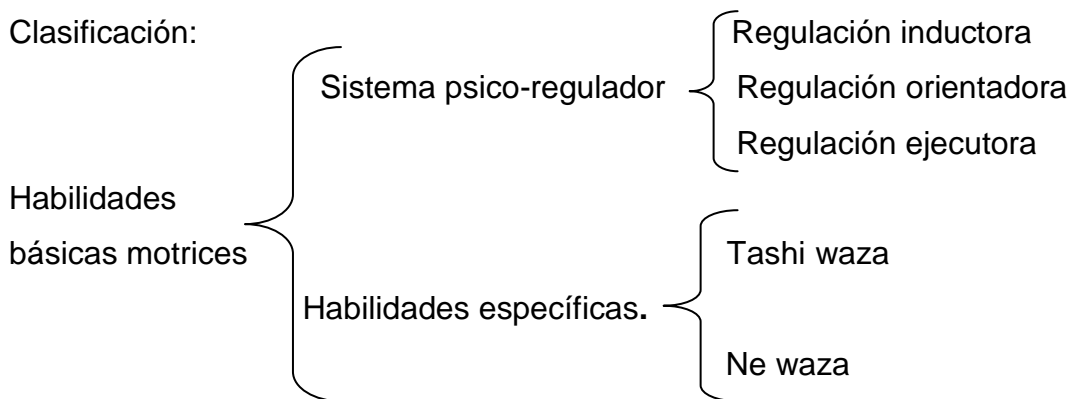 Clasificación:
Sistema psico-regulador
Regulación inductora
Regulación orientadora
Regulación ejecutora
Habilidades
básicas motrices
Habilidades específicas.
Tashi waza
Ne waza